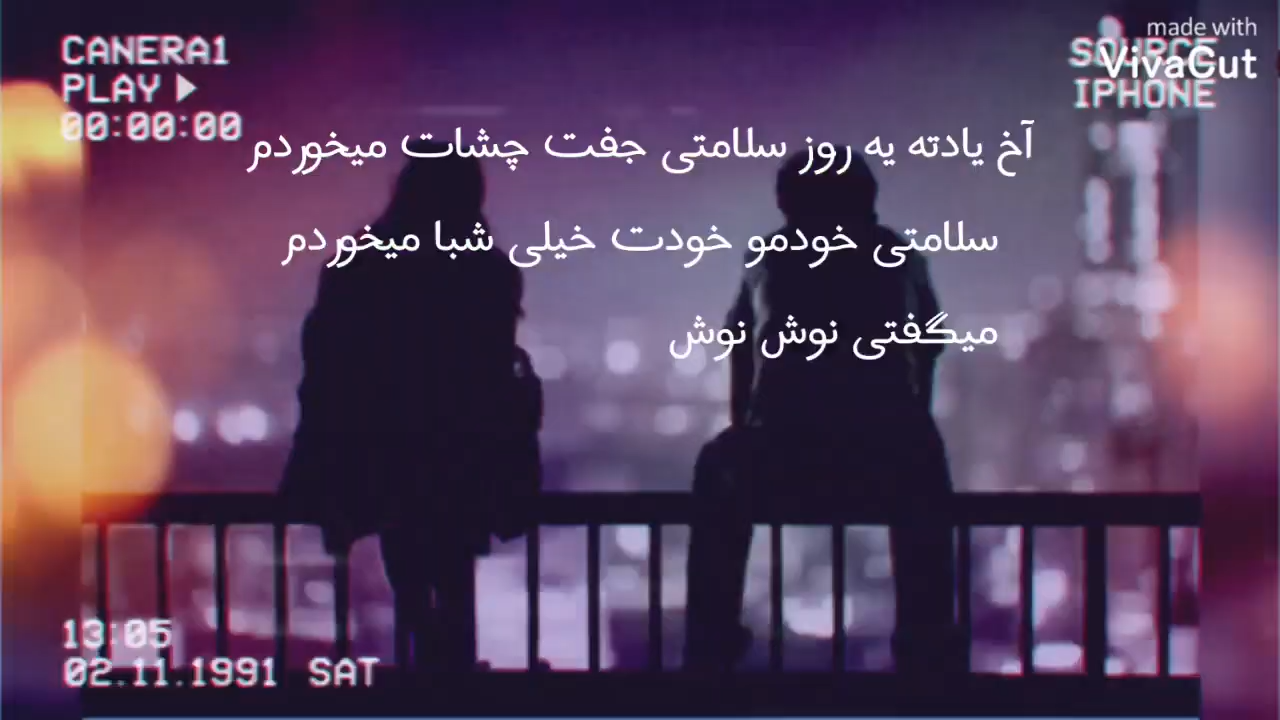 made with
VivaCut
CANERA1
PLAY
00:00:00
SOURCE
IPHONE
آخ یادته یه روز سلامتی جفت چشات میخوردم
سلامتی خودمو خودت خیلی شبا میخوردم
میگفتی نوش نوش
13:05
02.11.1991 SAT